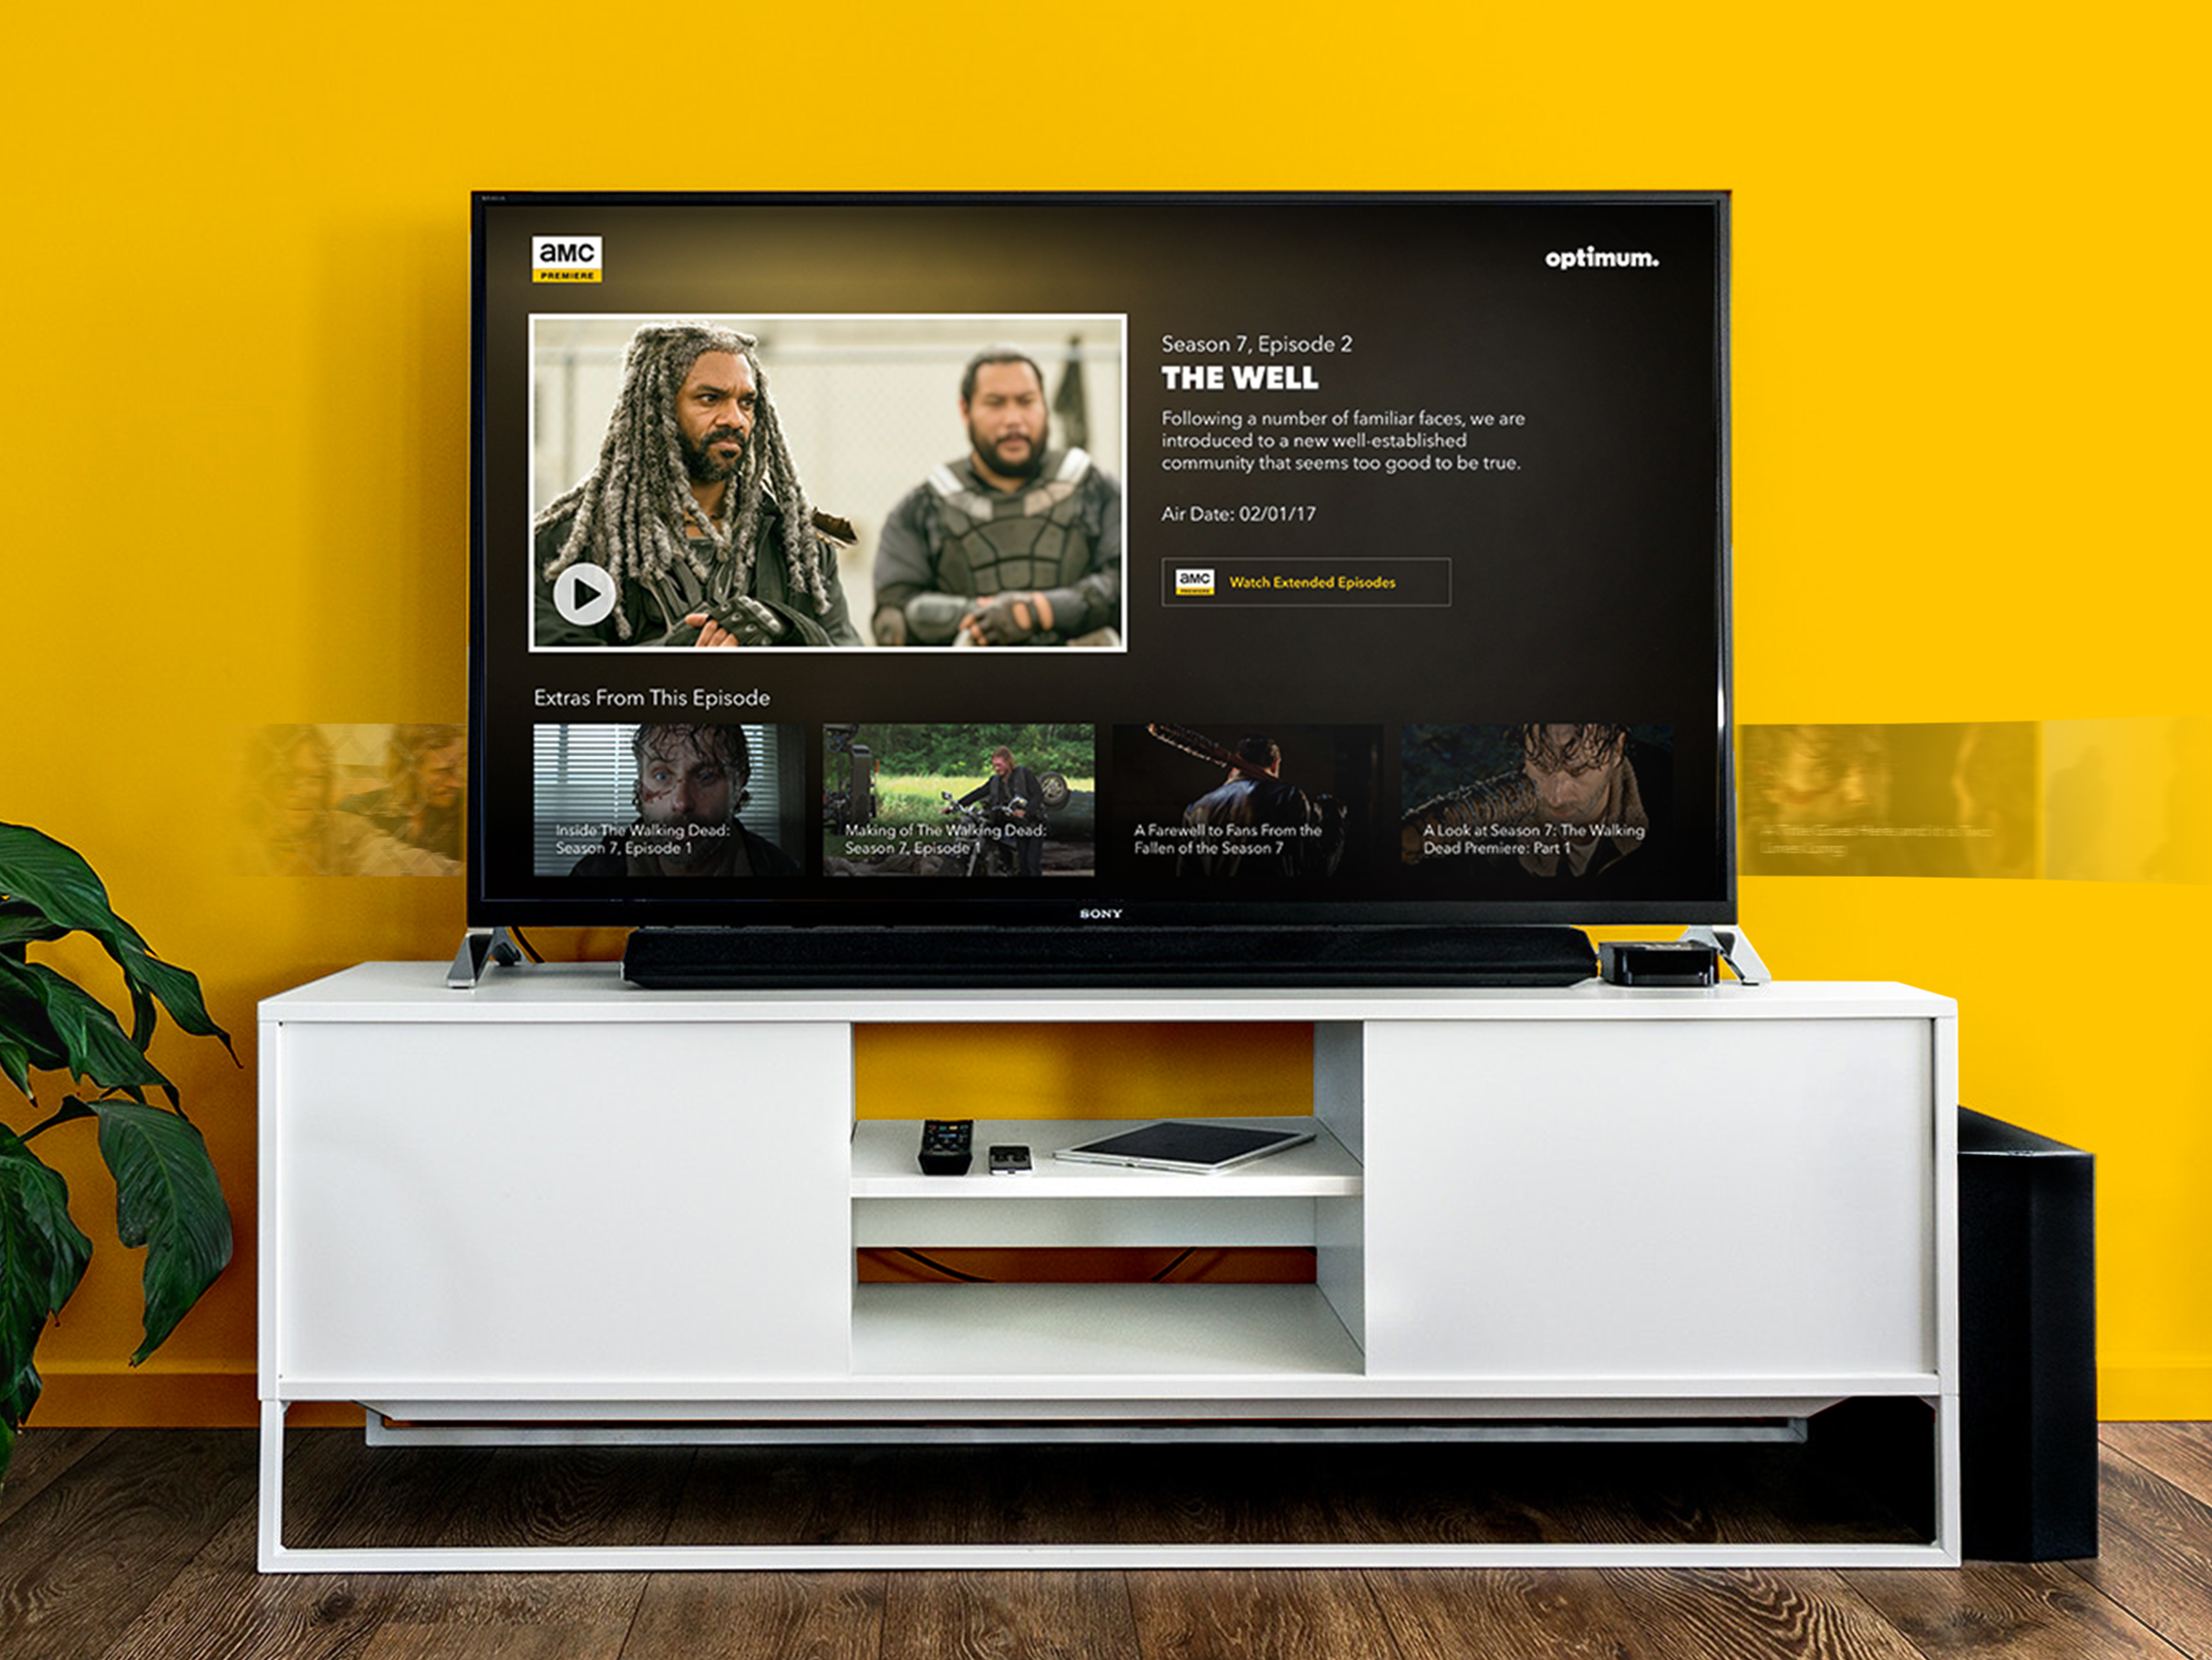 aMC
PREMIERE
optimum.
Season 7, Episode 2
THE WELL
Following a number of familiar faces, we are
introduced to a new well-established
community that seems too good to be true.
Air Date: 02/01/17
aMC
PREMIERE
Watch Extended Episodes
Extras From This Episode
Inside The Walking Dead:
Season 7, Episode 1
Making of The Walking Dead:
Season 7, Episode 1
A Farewell to Fans From the
Fallen of the Season 7
A Look at Season 7: The Walking
Dead Premiere: Part 1
SONY